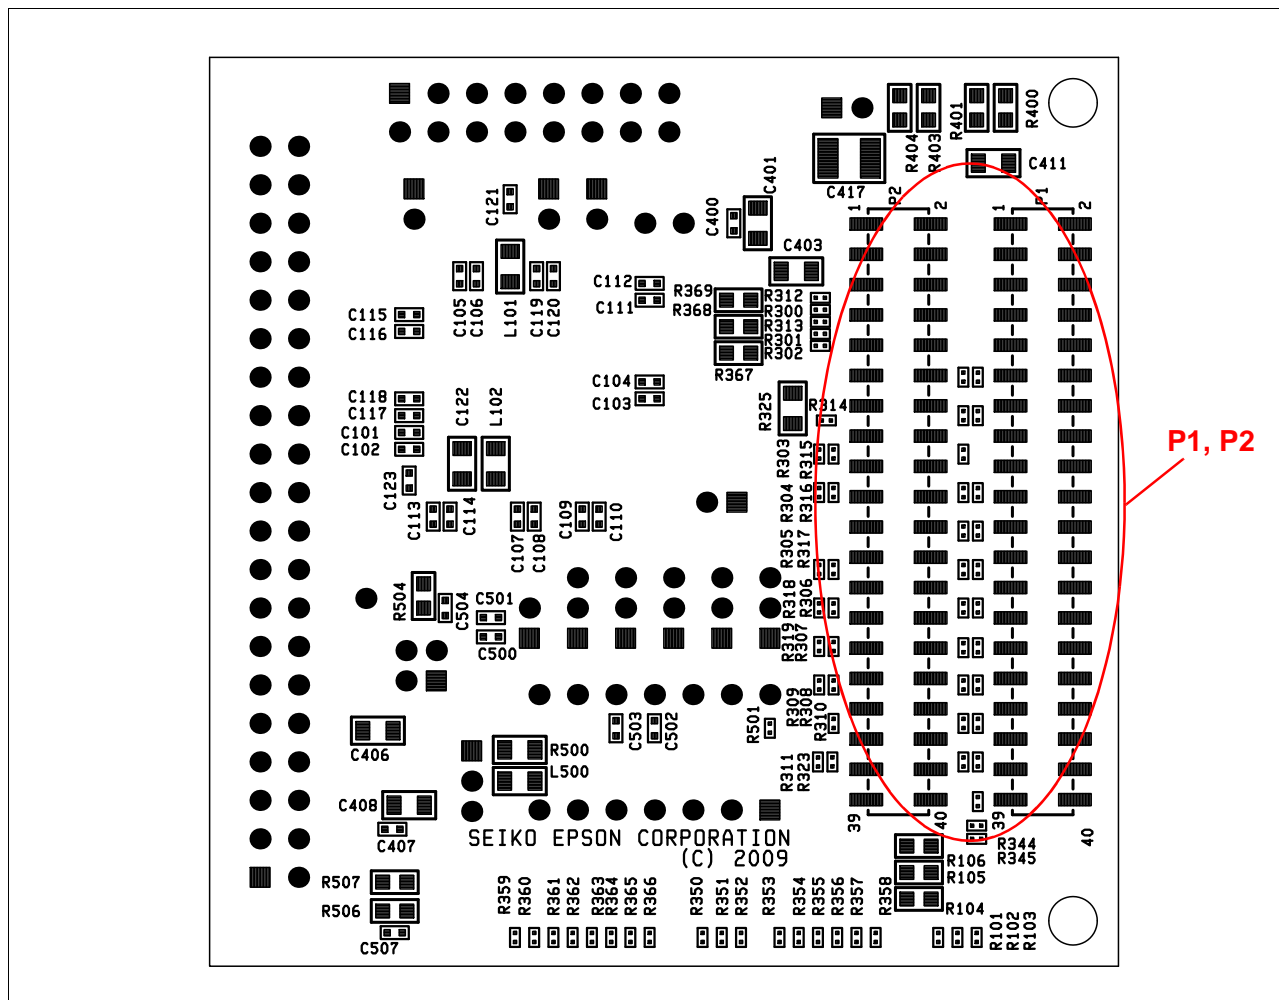 R404
R403
R401
R400
C417
C411
C401
C400
C121
P2
P1
1
2
1
2
C403
C105
C106
L101
C119
C120
C112
C111
C115
C116
R369
R368
R367
R312
R300
R313
R301
R302
C104
C103
C118
C117
C101
C102
C122
L102
C123
C113
C114
C107
C108
C109
C110
R325
R314
R303
R315
R304
R316
R305
R317
R318
R306
R319
R307
R309
R308
R310
R311
R323
P1, P2
R504
C504
C501
C500
C503
C502
R501
C406
R500
L500
C408
C407
SEIKO EPSON CORPORATION
(C) 2009
39
40
39
40
R344
R345
R106
R105
R104
R507
R506
C507
R359
R360
R361
R362
R363
R364
R365
R366
R350
R351
R352
R353
R354
R355
R356
R357
R358
R101
R102
R103